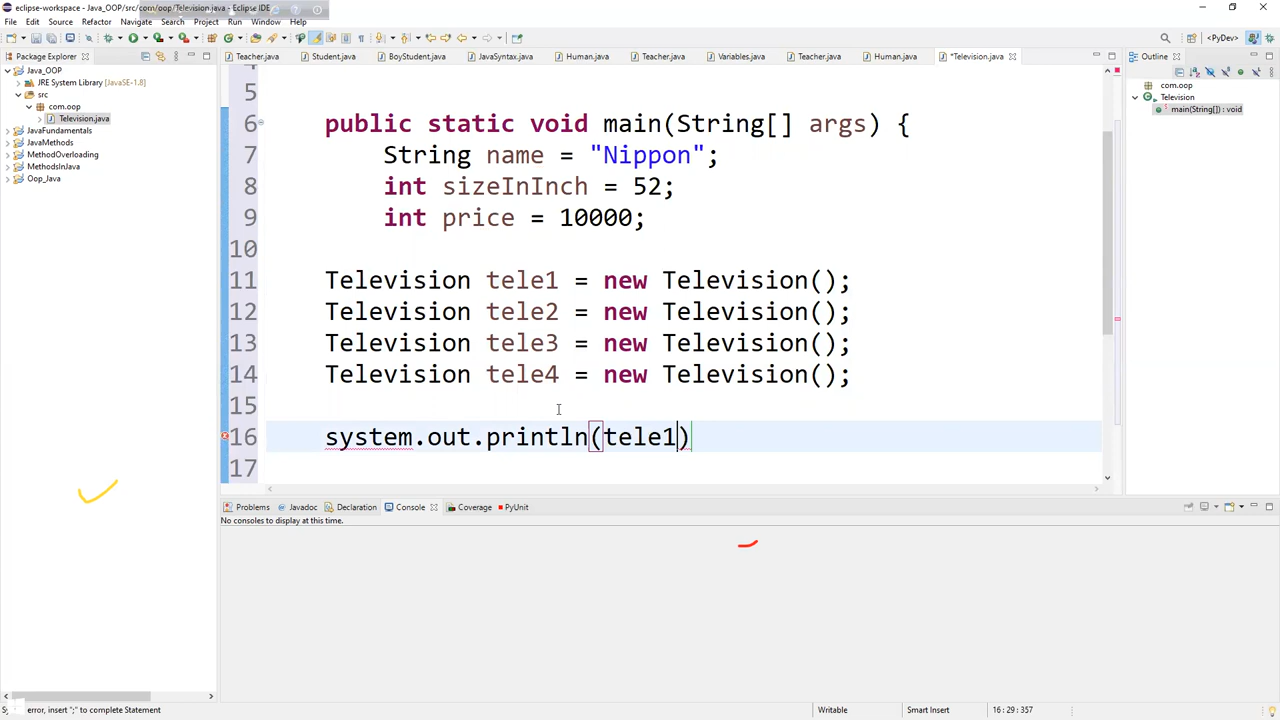 eclipse-workspace - Java_OOP/src/com/oop/Television.java - Eclipse IDE
File Edit Source Refactor Navigate Search Project Run Window Help
<PyDev>
Package Explorer
Teacher.java Student.java BoyStudent.java JavaSyntax.java Human.java Teacher.java Variables.java Teacher.java Human.java *Television.java
Outline
Java_OOP
JRE System Library [JavaSE-1.8]
src
com.oop
Television.java
JavaFundamentals
JavaMethods
MethodOverloading
MethodsInJava
Oop_Java
5
6 public static void main(String[] args) {
7 String name = "Nippon";
8 int sizeInInch = 52;
9 int price = 10000;
10
11 Television tele1 = new Television();
12 Television tele2 = new Television();
13 Television tele3 = new Television();
14 Television tele4 = new Television();
15
16 system.out.println(tele1)
17
com.oop
Television
main(String[]) : void
Problems Javadoc Declaration Console Coverage PyUnit
No consoles to display at this time.
error, insert ";" to complete Statement
Writable Smart Insert 16 : 29 : 357